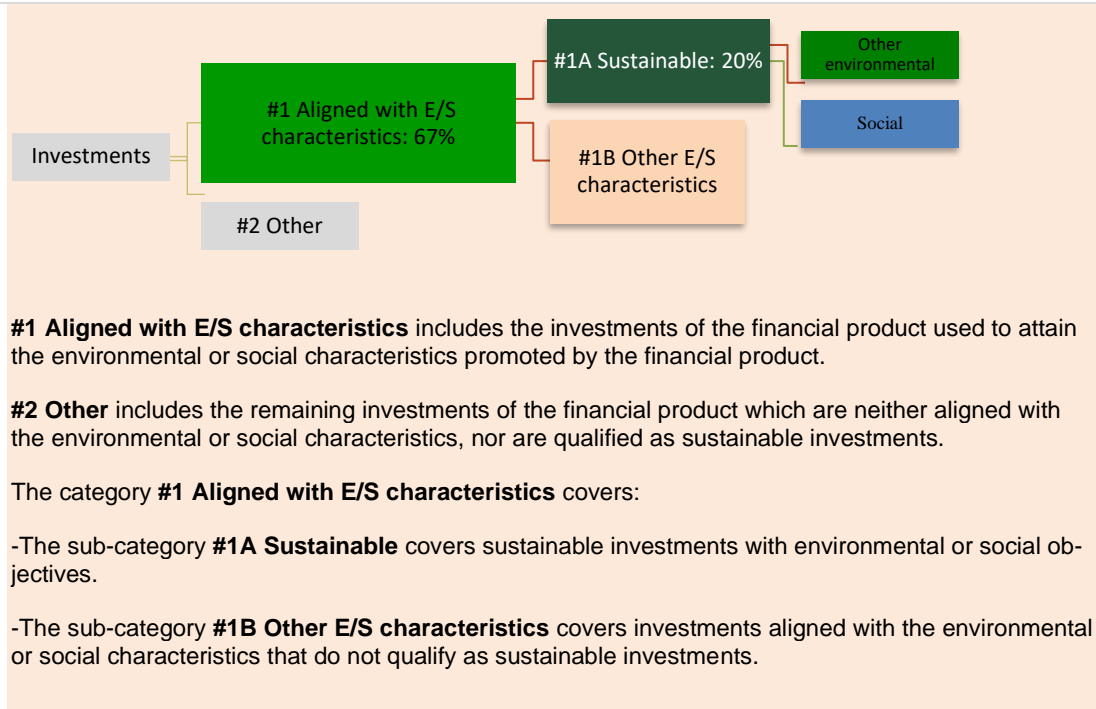 Investments
#1 Aligned with E/S
characteristics: 67%
#2 Other
#1A Sustainable: 20%
#1B Other E/S
characteristics
Other
environmental
Social
#1 Aligned with E/S characteristics includes the investments of the financial product used to attain
the environmental or social characteristics promoted by the financial product.
#2 Other includes the remaining investments of the financial product which are neither aligned with
the environmental or social characteristics, nor are qualified as sustainable investments.
The category #1 Aligned with E/S characteristics covers:
-The sub-category #1A Sustainable covers sustainable investments with environmental or social ob-
jectives.
-The sub-category #1B Other E/S characteristics covers investments aligned with the environmental
or social characteristics that do not qualify as sustainable investments.